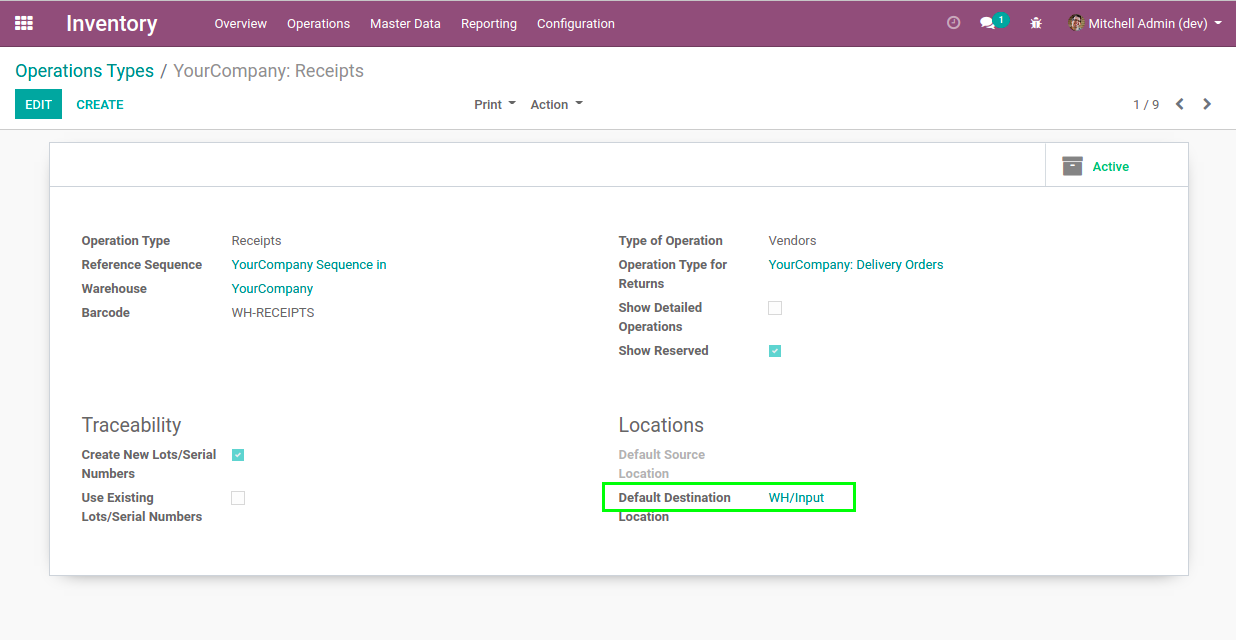 Inventory Overview Operations Master Data Reporting Configuration 1 Mitchell Admin (dev)
Operations Types / YourCompany: Receipts
EDIT CREATE Print Action 1 / 9
Active
Operation Type Receipts
Reference Sequence YourCompany Sequence in
Warehouse YourCompany
Barcode WH-RECEIPTS
Type of Operation Vendors
Operation Type for YourCompany: Delivery Orders
Returns
Show Detailed
Operations
Show Reserved
Traceability
Create New Lots/Serial
Numbers
Use Existing
Lots/Serial Numbers
Locations
Default Source
Location
Default Destination WH/Input
Location